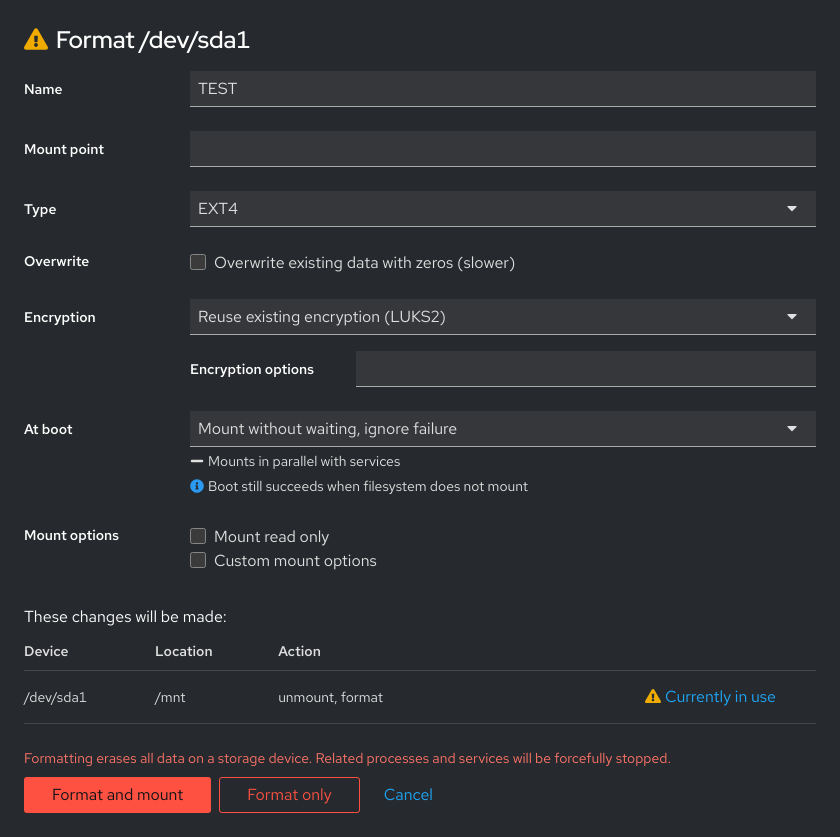 Format /dev/sda1
Name TEST
Mount point
Type EXT4
Overwrite Overwrite existing data with zeros (slower)
Encryption Reuse existing encryption (LUKS2)
Encryption options
At boot Mount without waiting, ignore failure
Mounts in parallel with services
Boot still succeeds when filesystem does not mount
Mount options Mount read only
Custom mount options
These changes will be made:
Device Location Action
/dev/sda1 /mnt unmount, format Currently in use
Formatting erases all data on a storage device. Related processes and services will be forcefully stopped.
Format and mount Format only Cancel